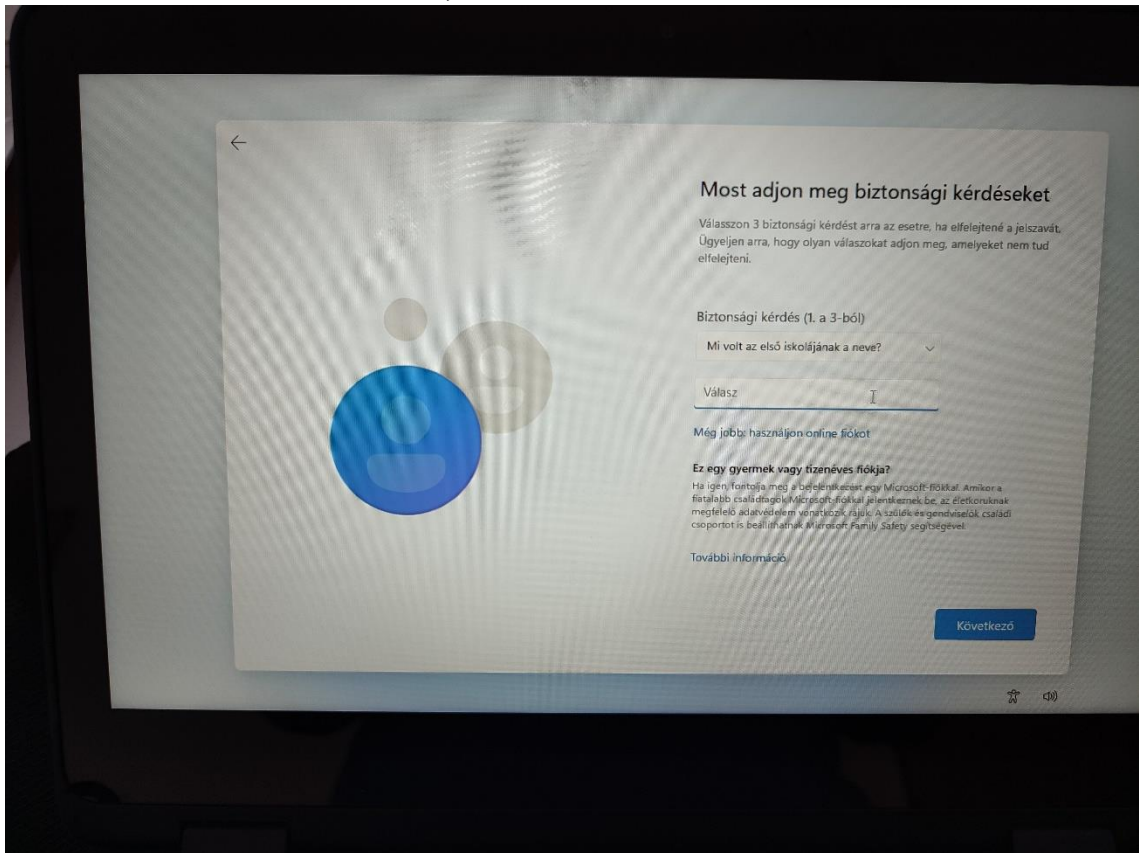 Most adjon meg biztonsági kérdéseket
Válasszon 3 biztonsági kérdést arra az esetre, ha elfelejtené a jelszavát.
Ügyeljen arra, hogy olyan válaszokat adjon meg, amelyeket nem tud
elfelejteni.
Biztonsági kérdés (1. a 3-ból)
Mi volt az első iskolájának a neve?
Válasz
Még jobb: használjon online fiókot
Ez egy gyermek vagy tizenéves fiókja?
Ha igen, fontolja meg a bejelentkezést egy Microsoft-fiókkal. Amikor a
fiatalabb családtagok Microsoft-fiókkal jelentkeznek be, az életkoruknak
megfelelő adatvédelem vonatkozik rájuk. A szülők és gondviselők családi
csoportot is beállíthatnak Microsoft Family Safety segítségével.
További információ
Következő